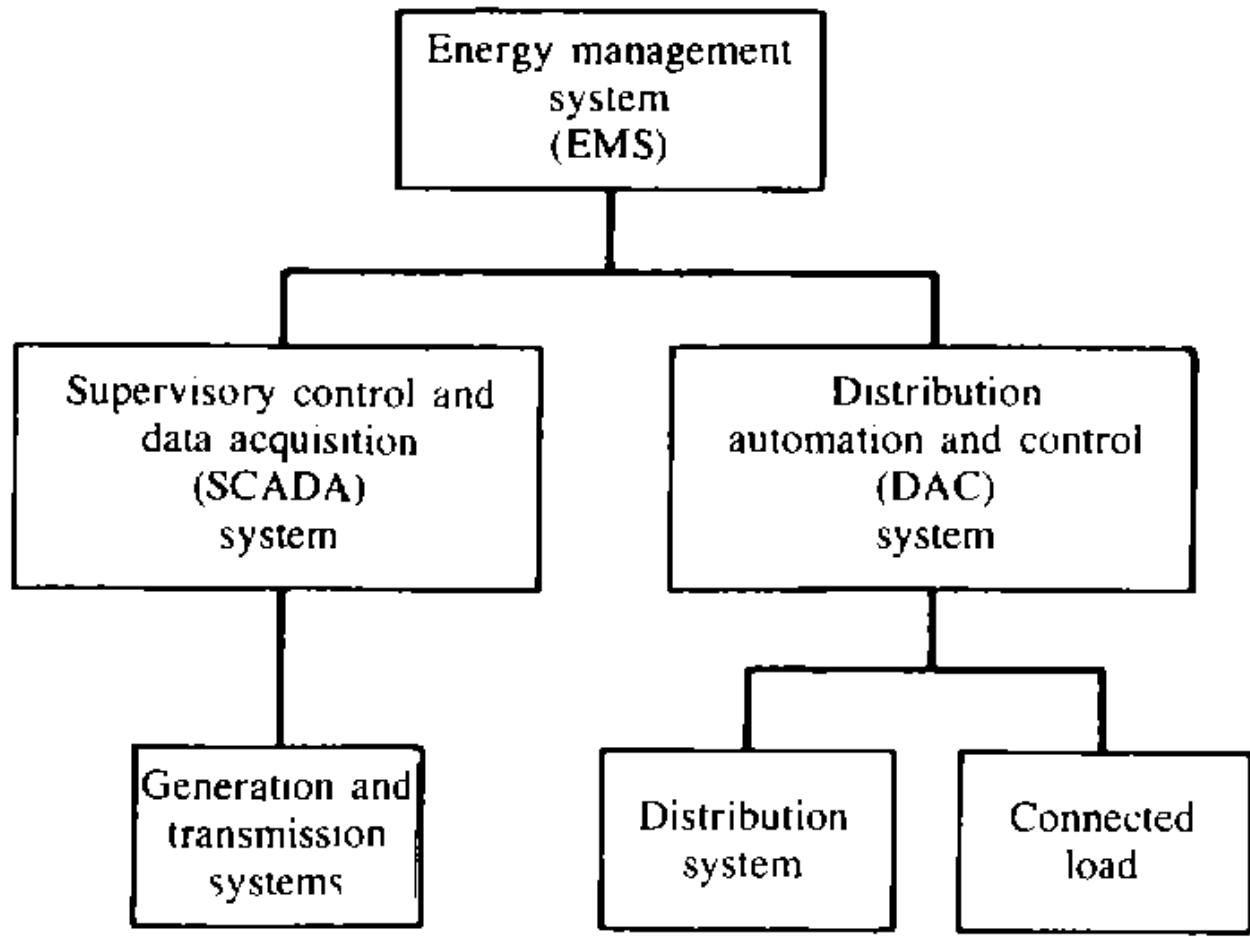 Energy management
system
(EMS)
Supervisory control and
data acquisition
(SCADA)
system
Distribution
automation and control
(DAC)
system
Generation and
transmission
systems
Distribution
system
Connected
load